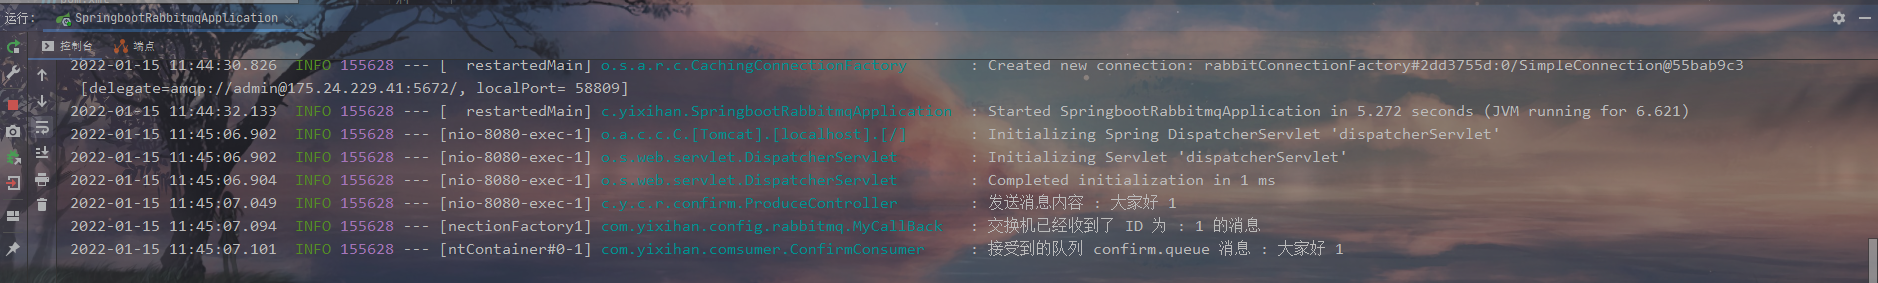 运行: SpringbootRabbitmqApplication
控制台 端点
2022-01-15 11:44:30.826 INFO 155628 --- [ restartedMain] o.s.a.r.c.CachingConnectionFactory : Created new connection: rabbitConnectionFactory#2dd3755d:0/SimpleConnection@55bab9c3
[delegate=amqp://admin@175.24.229.41:5672/, localPort= 58809]
2022-01-15 11:44:32.133 INFO 155628 --- [ restartedMain] c.yixihan.SpringbootRabbitmqApplication : Started SpringbootRabbitmqApplication in 5.272 seconds (JVM running for 6.621)
2022-01-15 11:45:06.902 INFO 155628 --- [nio-8080-exec-1] o.a.c.c.C.[Tomcat].[localhost].[/] : Initializing Spring DispatcherServlet 'dispatcherServlet'
2022-01-15 11:45:06.902 INFO 155628 --- [nio-8080-exec-1] o.s.web.servlet.DispatcherServlet : Initializing Servlet 'dispatcherServlet'
2022-01-15 11:45:06.904 INFO 155628 --- [nio-8080-exec-1] o.s.web.servlet.DispatcherServlet : Completed initialization in 1 ms
2022-01-15 11:45:07.049 INFO 155628 --- [nio-8080-exec-1] c.y.c.r.confirm.ProduceController : 发送消息内容 : 大家好 1
2022-01-15 11:45:07.094 INFO 155628 --- [nectionFactory1] com.yixihan.config.rabbitmq.MyCallBack : 交换机已经收到了 ID 为 : 1 的消息
2022-01-15 11:45:07.101 INFO 155628 --- [ntContainer#0-1] com.yixihan.comsumer.ConfirmConsumer : 接受到的队列 confirm.queue 消息 : 大家好 1